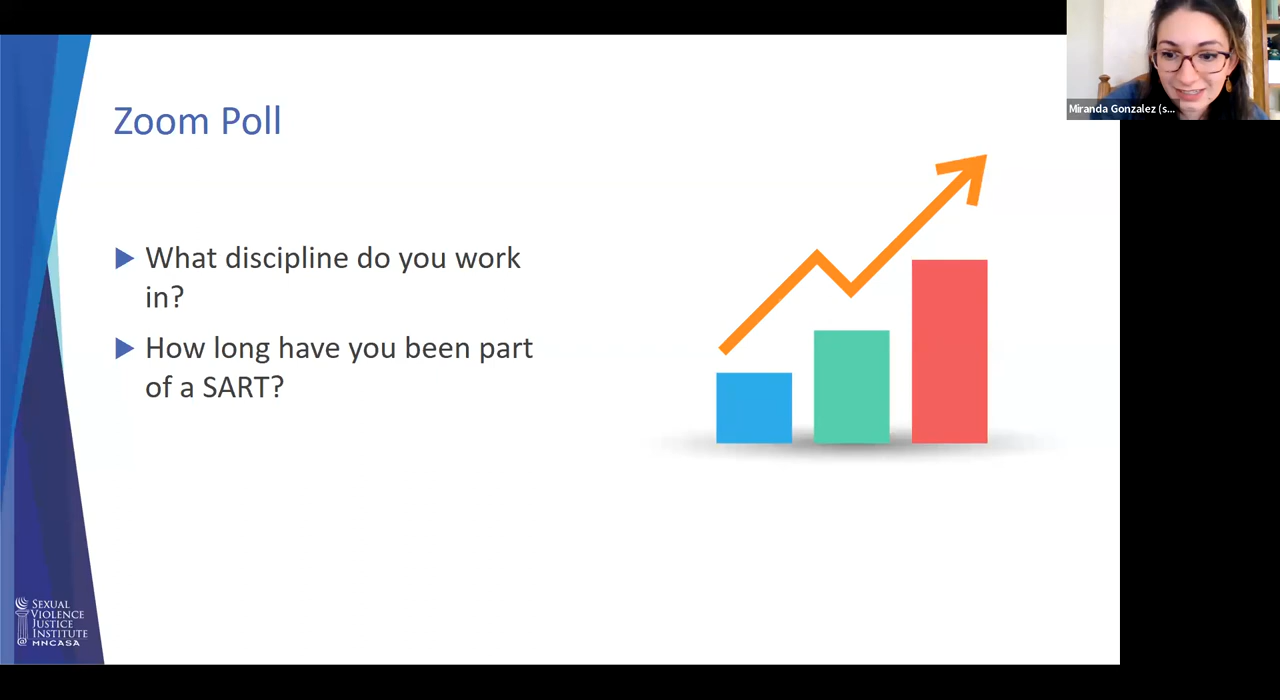 Zoom Poll
What discipline do you work
in?
How long have you been part
of a SART?
Miranda Gonzalez (s...
SEXUAL
VIOLENCE
JUSTICE
INSTITUTE
@ MNCASA